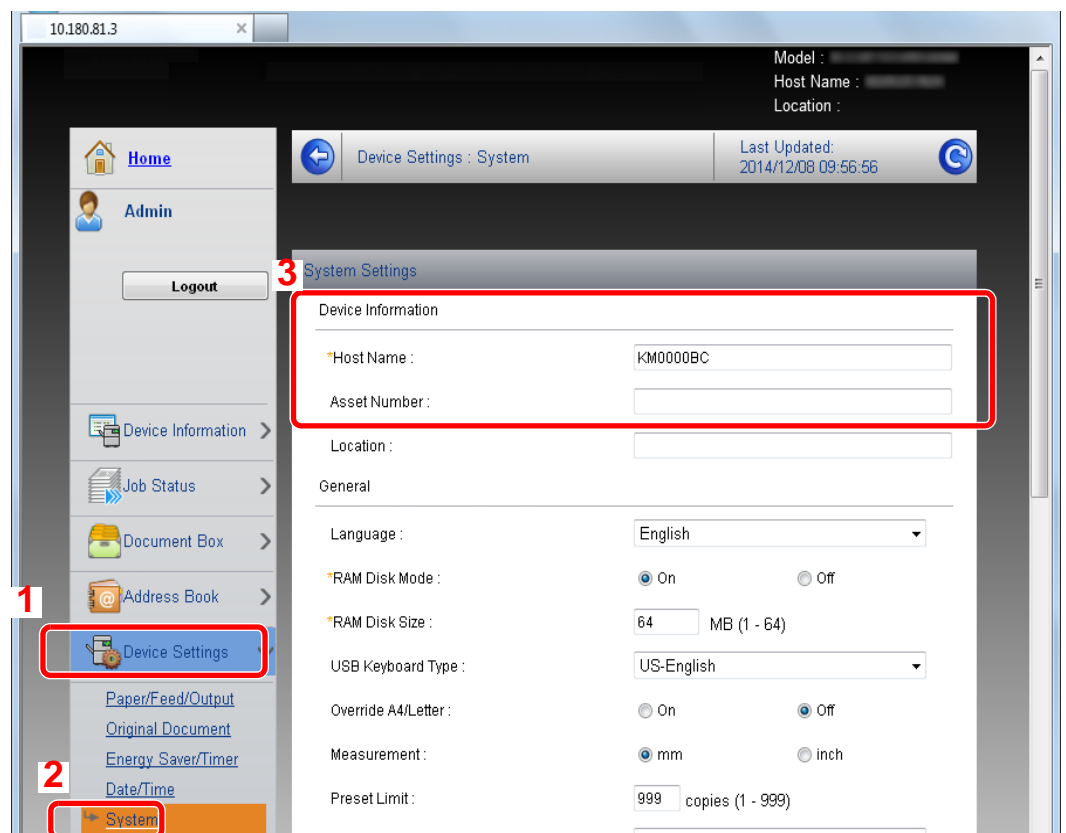 10.180.81.3 ×
Model :
Host Name :
Location :
Home
Device Settings : System
Last Updated:
2014/12/08 09:56:56
Admin
Logout
3
System Settings
Device Information
*Host Name : KM0000BC
Asset Number :
Location :
General
Language : English
*RAM Disk Mode : On Off
*RAM Disk Size : 64 MB (1 - 64)
USB Keyboard Type : US-English
Override A4/Letter : On Off
Measurement : mm inch
Preset Limit : 999 copies (1 - 999)
Device Information
Job Status
Document Box
Address Book
1
Device Settings
Paper/Feed/Output
Original Document
Energy Saver/Timer
2
Date/Time
System